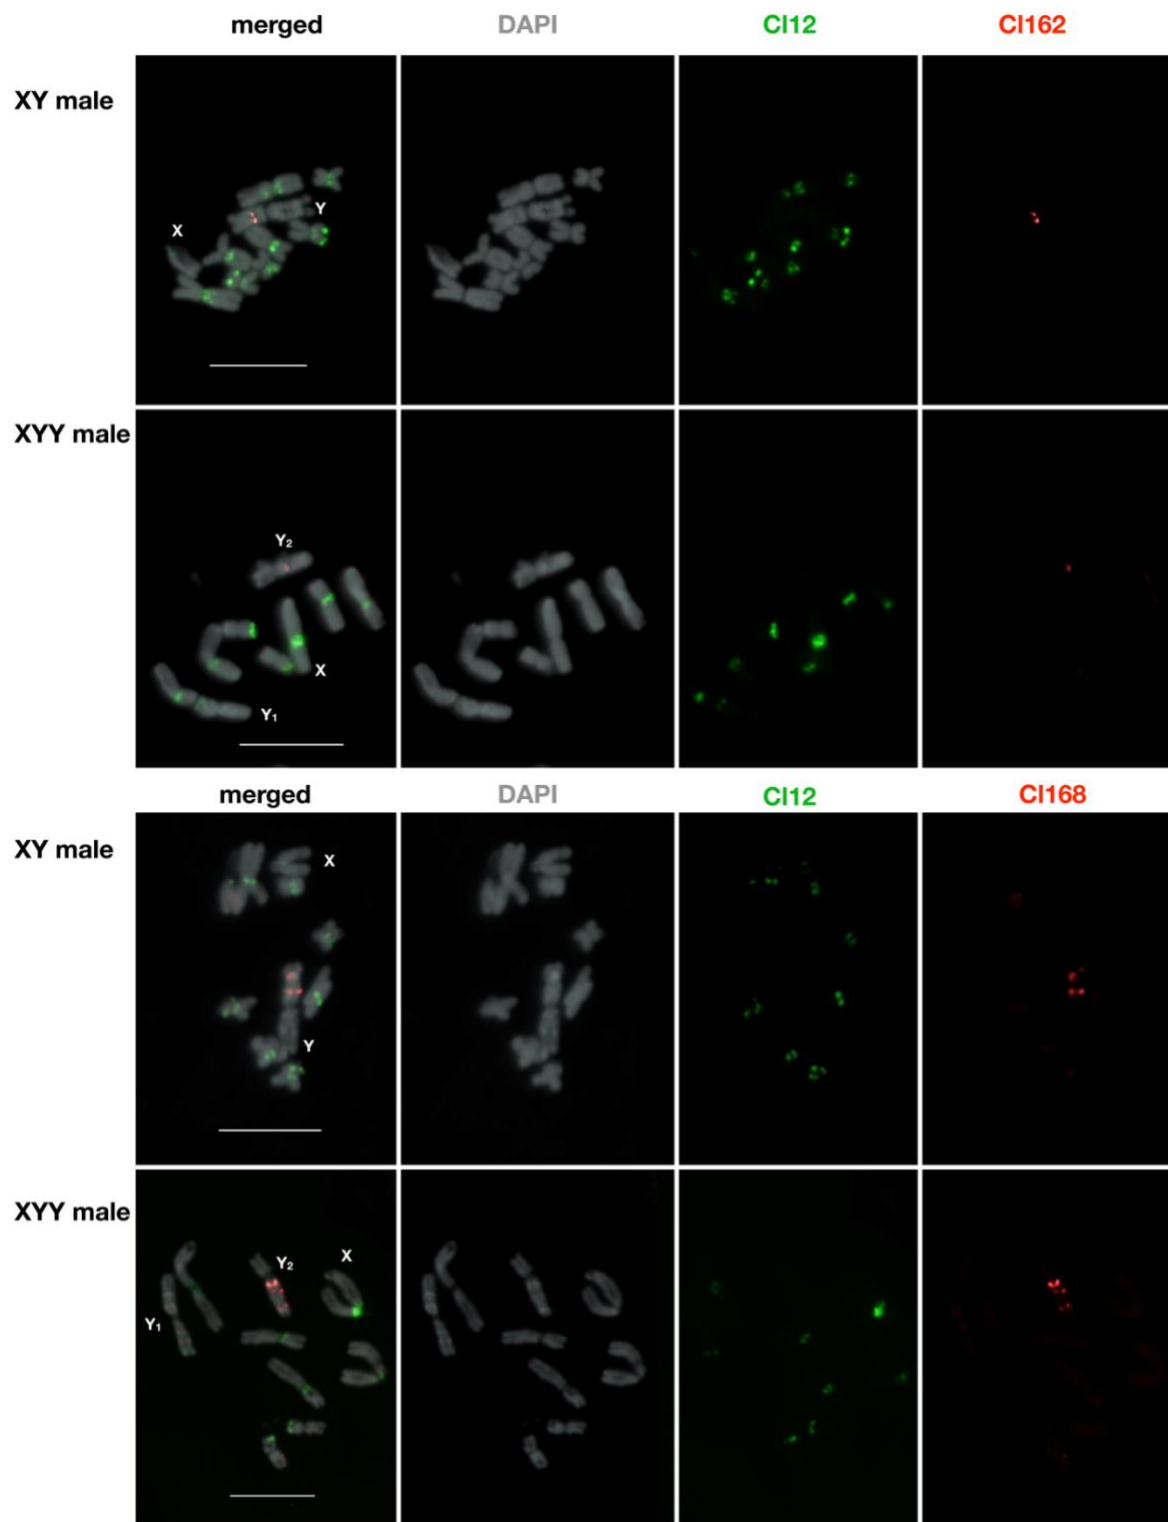 merged DAPI Cl12 Cl162
XY male
X
Y
XYY male
Y₂
X
Y₁
merged DAPI Cl12 Cl168
XY male
X
Y
XYY male
Y₂ X
Y₁